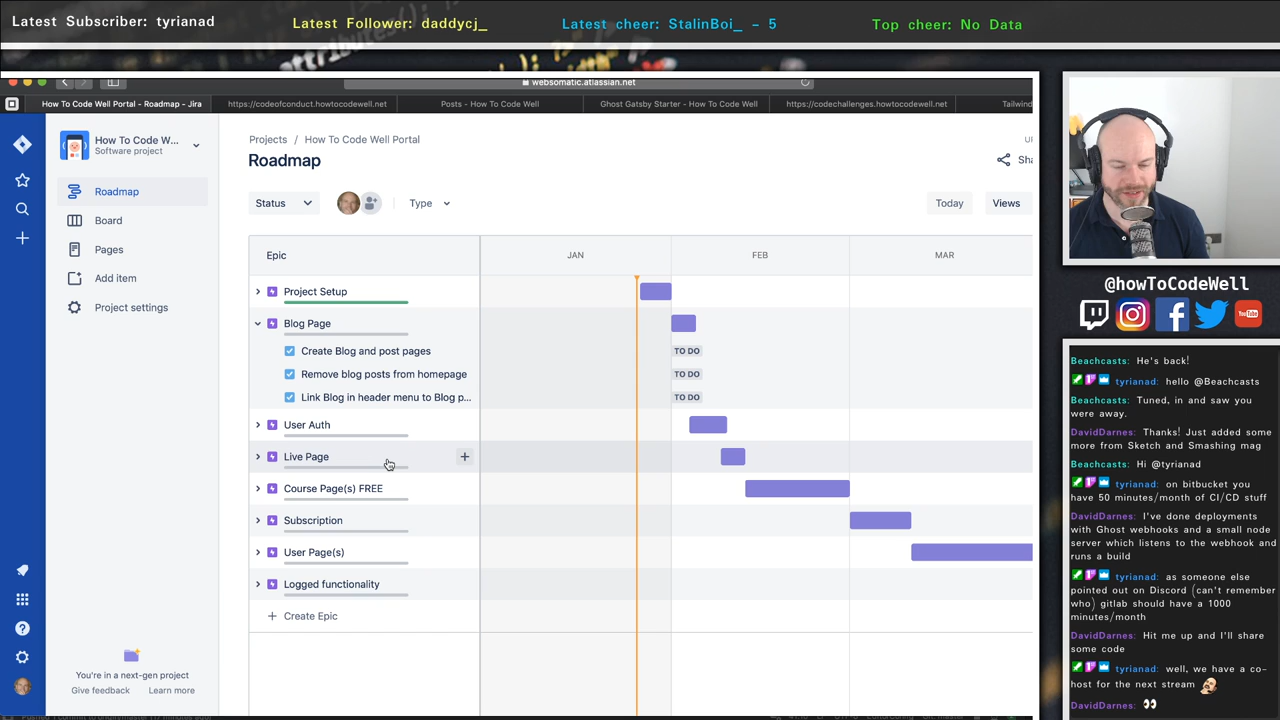 Latest Subscriber: tyrianad
Latest Follower: daddycj_
Latest cheer: StalinBoi_ - 5
Top cheer: No Data
websomatic.atlassian.net
How To Code Well Portal - Roadmap - Jira
https://codeofconduct.howtocodewell.net
Posts - How To Code Well
Ghost Gatsby Starter - How To Code Well
https://codechallenges.howtocodewell.net
Tailwind
How To Code W...
Software project
Roadmap
Board
Pages
Add item
Project settings
You're in a next-gen project
Give feedback
Learn more
Projects / How To Code Well Portal
Roadmap
Sha
Status
Type
Today
Views
Epic
JAN
FEB
MAR
Project Setup
Blog Page
Create Blog and post pages
TO DO
Remove blog posts from homepage
TO DO
Link Blog in header menu to Blog p...
TO DO
User Auth
Live Page
Course Page(s) FREE
Subscription
User Page(s)
Logged functionality
Create Epic
@howToCodeWell
You Tube
Beachcasts: He's back!
tyrianad: hello @Beachcasts
Beachcasts: Tuned, in and saw you
were away.
DavidDarnes: Thanks! Just added some
more from Sketch and Smashing mag
Beachcasts: Hi @tyrianad
tyrianad: on bitbucket you
have 50 minutes/month of CI/CD stuff
DavidDarnes: I've done deployments
with Ghost webhooks and a small node
server which listens to the webhook and
runs a build
tyrianad: as someone else
pointed out on Discord (can't remember
who) gitlab should have a 1000
minutes/month
DavidDarnes: Hit me up and I'll share
some code
tyrianad: well, we have a co-
host for the next stream
DavidDarnes: